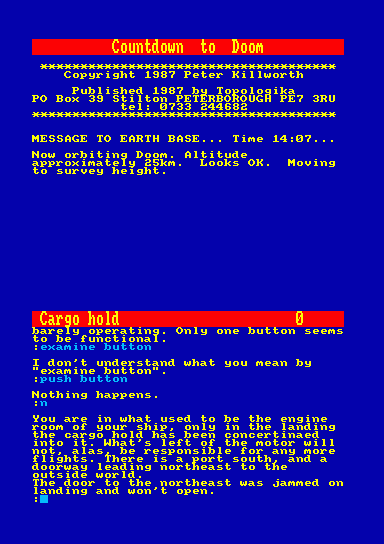 Countdown to Doom
*************************************
Copyright 1987 Peter Killworth
Published 1987 by Topologika
PO Box 39 Stilton PETERBOROUGH PE7 3RU
tel: 0733 244682
**************************************
MESSAGE TO EARTH BASE... Time 14:07...
Now orbiting Doom. Altitude
approximately 25km. Looks OK. Moving
to survey height.
Cargo hold 0
barely operating. Only one button seems
to be functional.
:examine button
I don't understand what you mean by
"examine button".
:push button
Nothing happens.
:n
You are in what used to be the engine
room of your ship, only in the landing
the cargo hold has been concertinaed
into it. What's left of the motor will
not, alas, be responsible for any more
flights. There is a port south, and a
doorway leading northeast to the
outside world.
The door to the northeast was jammed on
landing and won't open.
: